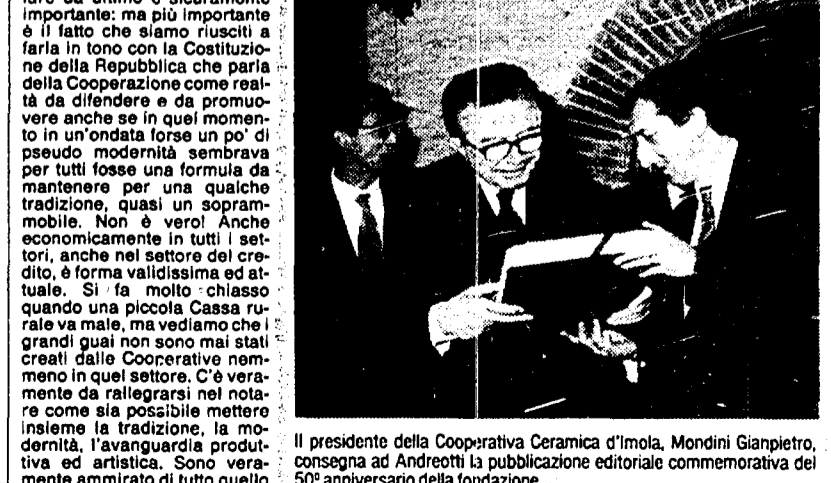 importante: ma più importante
è il fatto che siamo riusciti a
farla in tono con la Costituzio-
ne della Repubblica che parla
della Cooperazione come real-
tà da difendere e da promuo-
vere anche se in quel momen-
to in un'ondata forse un po' di
pseudo modernità sembrava
per tutti fosse una formula da
mantenere per una qualche
tradizione, quasi un sopram-
mobile. Non è vero! Anche
economicamente in tutti i set-
tori, anche nel settore del cre-
dito, è forma validissima ed at-
tuale. Si fa molto chiasso
quando una piccola Cassa ru-
rale va male, ma vediamo che i
grandi guai non sono mai stati
creati dalle Cooperative nem-
meno in quel settore. C'è vera-
mente da rallegrarsi nel nota-
re come sia possibile mettere
insieme la tradizione, la mo-
dernità, l'avanguardia produt-
tiva ed artistica. Sono vera-
mente ammirato di tutto quello
Il presidente della Cooperativa Ceramica d'Imola, Mondini Gianpietro,
consegna ad Andreotti la pubblicazione editoriale commemorativa del
50º anniversario della fondazione